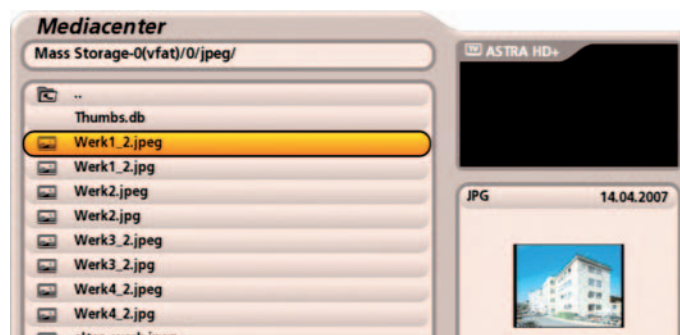 Mediacenter
Mass Storage-0(vfat)/0/jpeg/
TV ASTRA HD+
..
Thumbs.db
Werk1_2.jpeg
Werk1_2.jpg
Werk2.jpeg
Werk2.jpg
Werk3_2.jpeg
Werk3_2.jpg
Werk4_2.jpeg
Werk4_2.jpg
JPG 14.04.2007